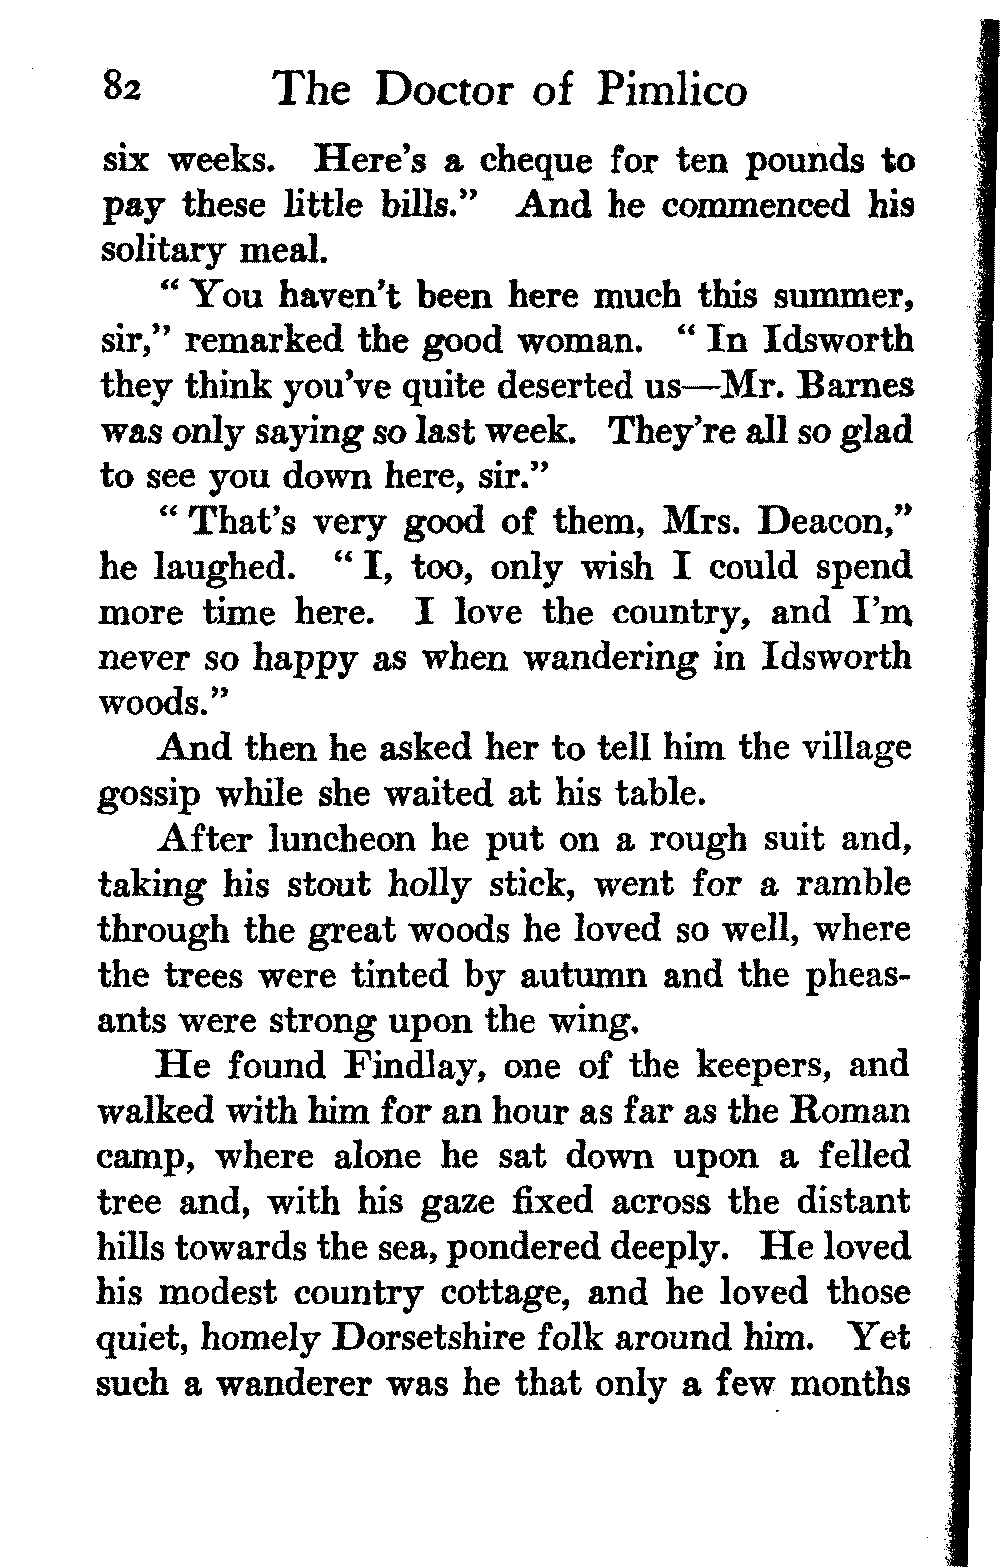 82 The Doctor of Pimlico
six weeks. Here's a cheque for ten pounds to
pay these little bills." And he commenced his
solitary meal.
" You haven't been here much this summer,
sir," remarked the good woman. " In Idsworth
they think you've quite deserted us—Mr. Barnes
was only saying so last week. They're all so glad
to see you down here, sir."
" That's very good of them, Mrs. Deacon,"
he laughed. " I, too, only wish I could spend
more time here. I love the country, and I'm
never so happy as when wandering in Idsworth
woods."
And then he asked her to tell him the village
gossip while she waited at his table.
After luncheon he put on a rough suit and,
taking his stout holly stick, went for a ramble
through the great woods he loved so well, where
the trees were tinted by autumn and the pheas-
ants were strong upon the wing.
He found Findlay, one of the keepers, and
walked with him for an hour as far as the Roman
camp, where alone he sat down upon a felled
tree and, with his gaze fixed across the distant
hills towards the sea, pondered deeply. He loved
his modest country cottage, and he loved those
quiet, homely Dorsetshire folk around him. Yet
such a wanderer was he that only a few months